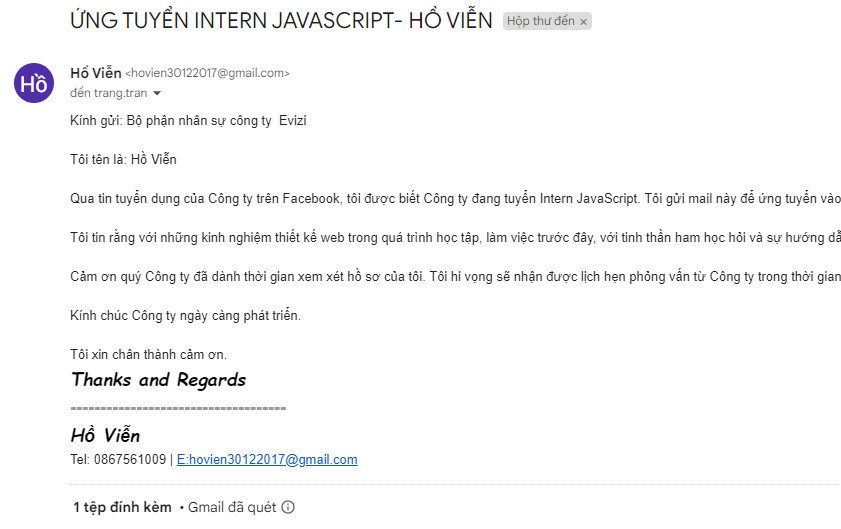 ỨNG TUYỂN INTERN JAVASCRIPT- HỒ VIỄN Hộp thư đến ×
Hồ
Hồ Viễn <hovien30122017@gmail.com>
đến trang.tran
Kính gửi: Bộ phận nhân sự công ty Evizi
Tôi tên là: Hồ Viễn
Qua tin tuyển dụng của Công ty trên Facebook, tôi được biết Công ty đang tuyển Intern JavaScript. Tôi gửi mail này để ứng tuyển vào
Tôi tin rằng với những kinh nghiệm thiết kế web trong quá trình học tập, làm việc trước đây, với tinh thần ham học hỏi và sự hướng
Cảm ơn quý Công ty đã dành thời gian xem xét hồ sơ của tôi. Tôi hi vọng sẽ nhận được lịch hẹn phỏng vấn từ Công ty trong thời gian
Kính chúc Công ty ngày càng phát triển.
Tôi xin chân thành cảm ơn.
Thanks and Regards
====================================
Hồ Viễn
Tel: 0867561009 | E:hovien30122017@gmail.com
1 tệp đính kèm • Gmail đã quét